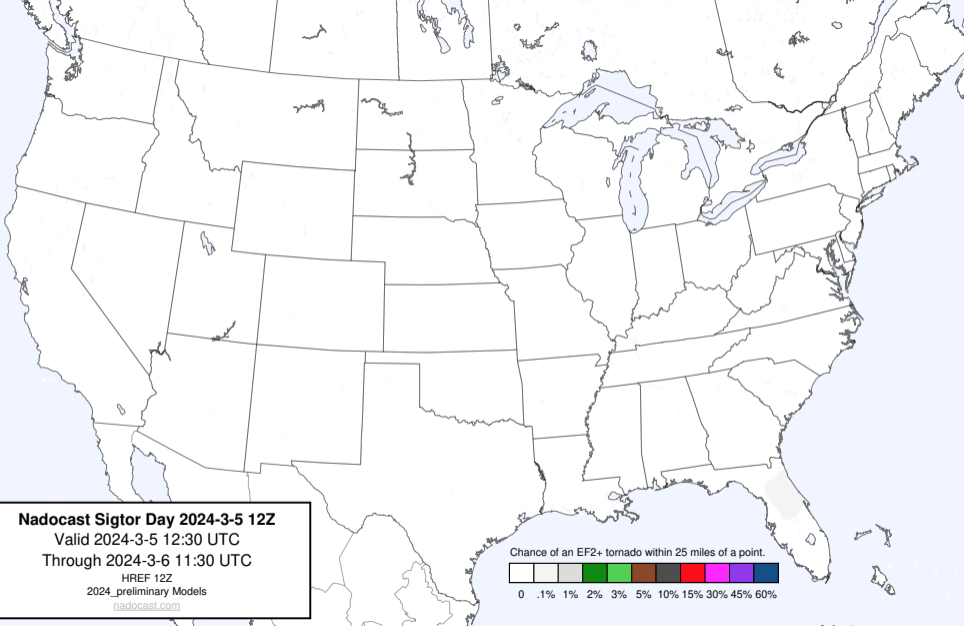 Nadocast Sigtor Day 2024-3-5 12Z
Valid 2024-3-5 12:30 UTC
Through 2024-3-6 11:30 UTC
HREF 12Z
2024_preliminary Models
nadocast.com
Chance of an EF2+ tornado within 25 miles of a point.
0 .1% 1% 2% 3% 5% 10% 15% 30% 45% 60%